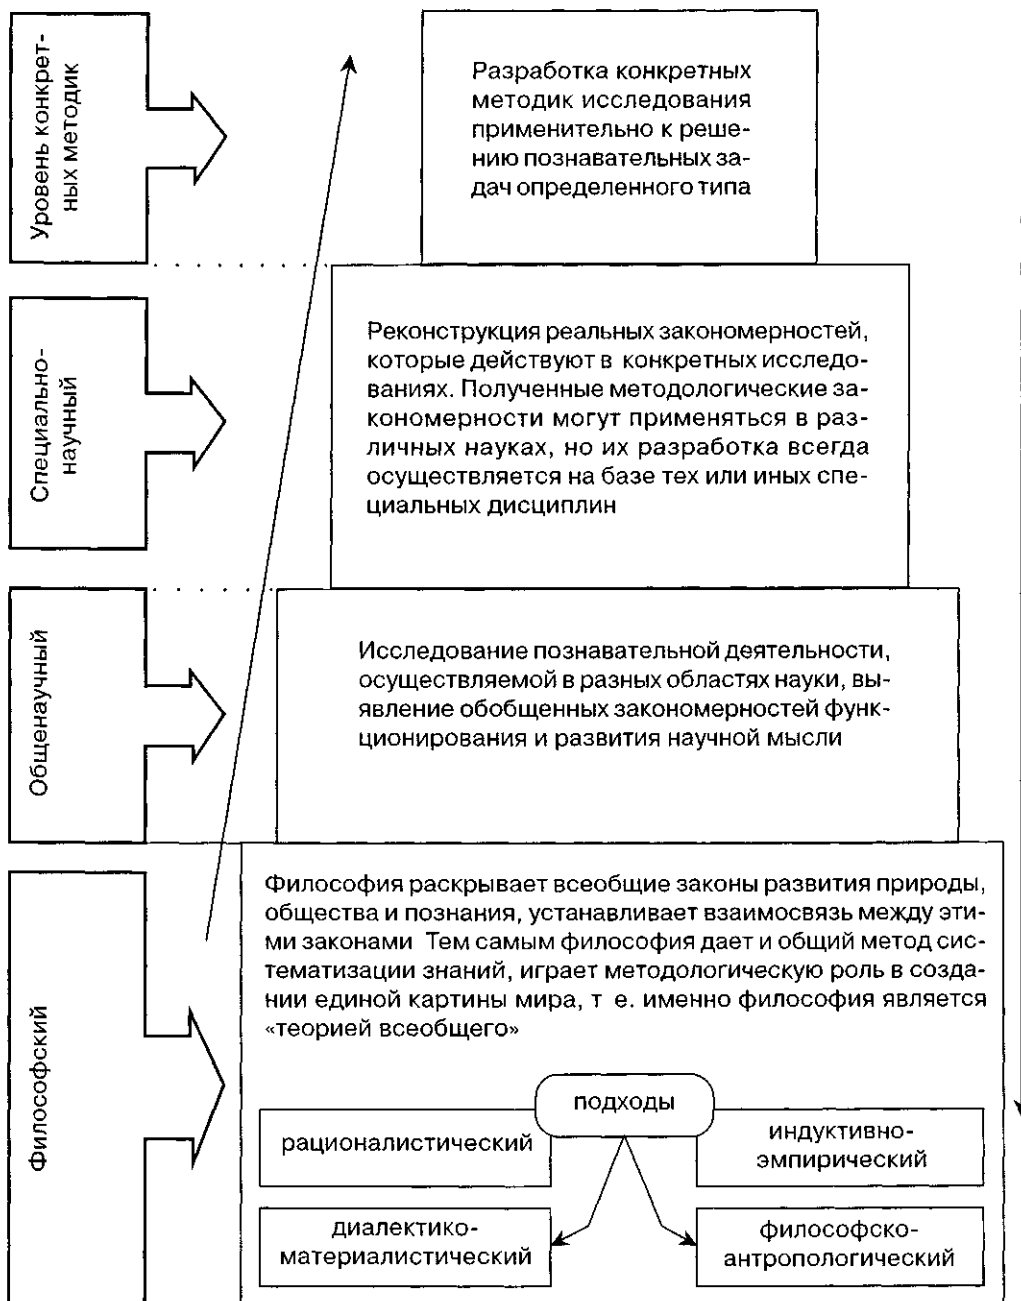 Уровень конкрет-
ных методик
Разработка конкретных
методик исследования
применительно к реше-
нию познавательных за-
дач определенного типа
Специально-
научный
Реконструкция реальных закономерностей,
которые действуют в конкретных исследо-
ваниях. Полученные методологические за-
кономерности могут применяться в раз-
личных науках, но их разработка всегда
осуществляется на базе тех или иных спе-
циальных дисциплин
Общенаучный
Исследование познавательной деятельности,
осуществляемой в разных областях науки, вы-
явление обобщенных закономерностей функ-
ционирования и развития научной мысли
Философский
Философия раскрывает всеобщие законы развития природы,
общества и познания, устанавливает взаимосвязь между эти-
ми законами Тем самым философия дает и общий метод сис-
тематизации знаний, играет методологическую роль в созда-
нии единой картины мира, т е. именно философия является
«теорией всеобщего»
подходы
рационалистический
индуктивно-
эмпирический
диалектико-
материалистический
философско-
антропологический